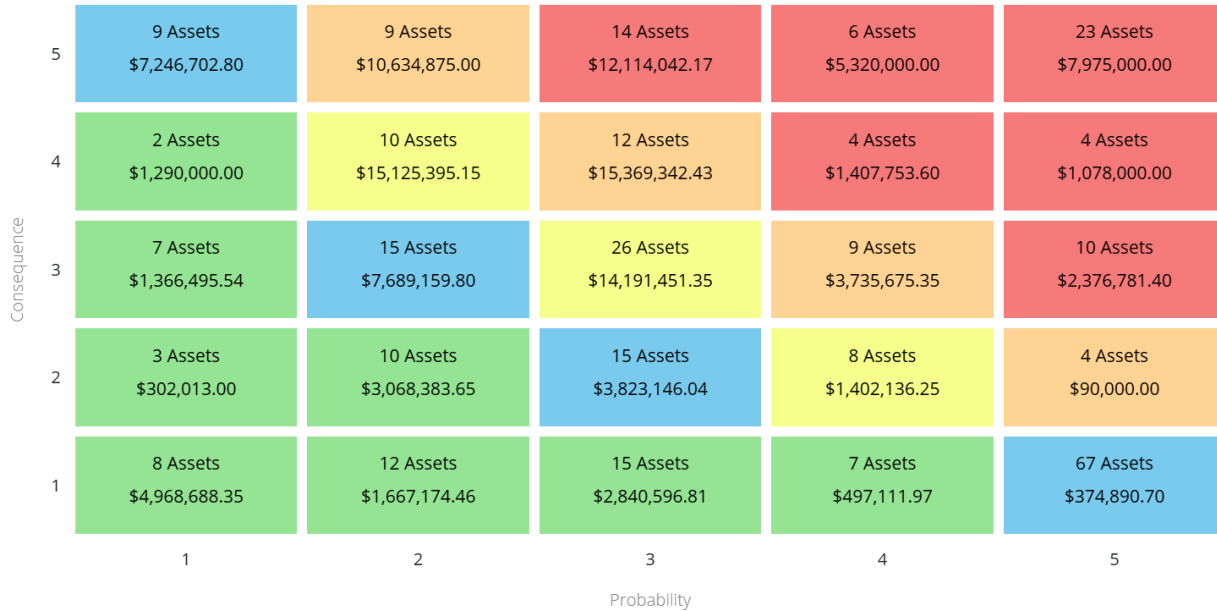 5
9 Assets
$7,246,702.80
9 Assets
$10,634,875.00
14 Assets
$12,114,042.17
6 Assets
$5,320,000.00
23 Assets
$7,975,000.00
4
2 Assets
$1,290,000.00
10 Assets
$15,125,395.15
12 Assets
$15,369,342.43
4 Assets
$1,407,753.60
4 Assets
$1,078,000.00
Consequence
3
7 Assets
$1,366,495.54
15 Assets
$7,689,159.80
26 Assets
$14,191,451.35
9 Assets
$3,735,675.35
10 Assets
$2,376,781.40
2
3 Assets
$302,013.00
10 Assets
$3,068,383.65
15 Assets
$3,823,146.04
8 Assets
$1,402,136.25
4 Assets
$90,000.00
1
8 Assets
$4,968,688.35
12 Assets
$1,667,174.46
15 Assets
$2,840,596.81
7 Assets
$497,111.97
67 Assets
$374,890.70
1
2
3
4
5
Probability